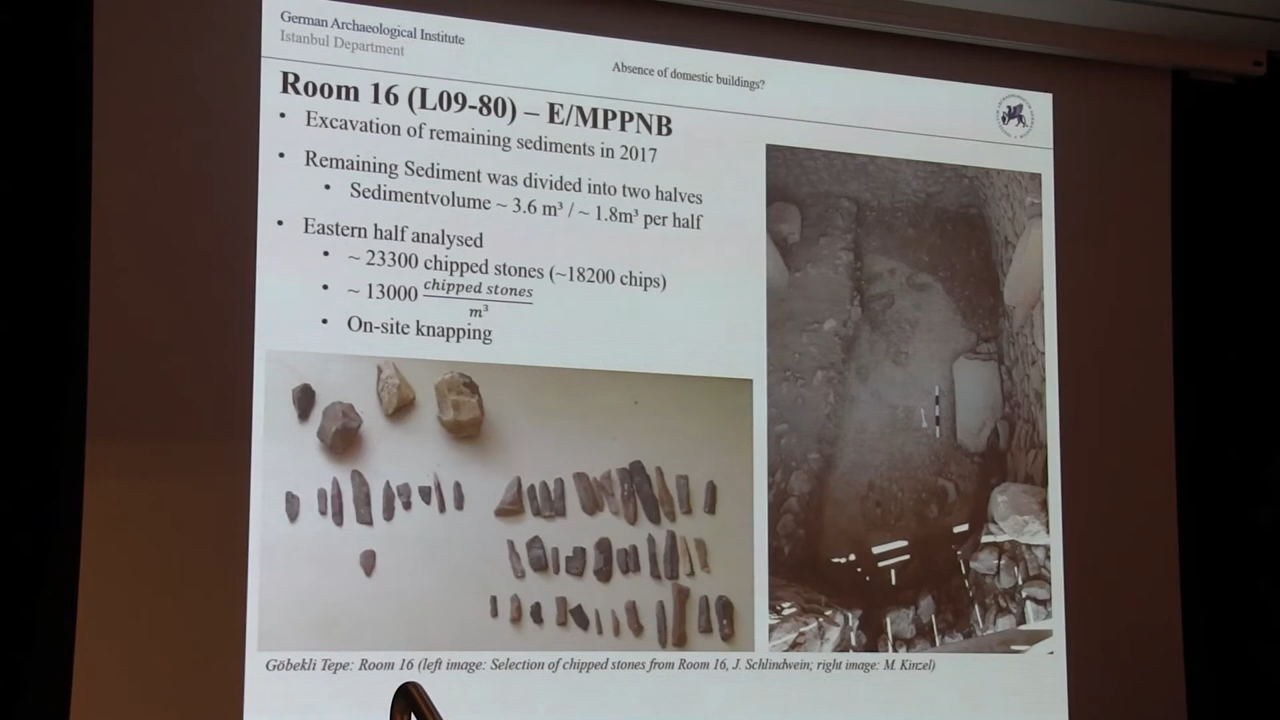 German Archaeological Institute
Istanbul Department
Absence of domestic buildings?
Room 16 (L09-80) – E/MPPNB
• Excavation of remaining sediments in 2017
• Remaining Sediment was divided into two halves
• Sedimentvolume ~ 3.6 m³ / ~ 1.8m³ per half
• Eastern half analysed
• ~ 23300 chipped stones (~18200 chips)
• ~ 13000 chipped stones
m³
• On-site knapping
Göbekli Tepe: Room 16 (left image: Selection of chipped stones from Room 16, J. Schlindwein; right image: M. Kinzel)